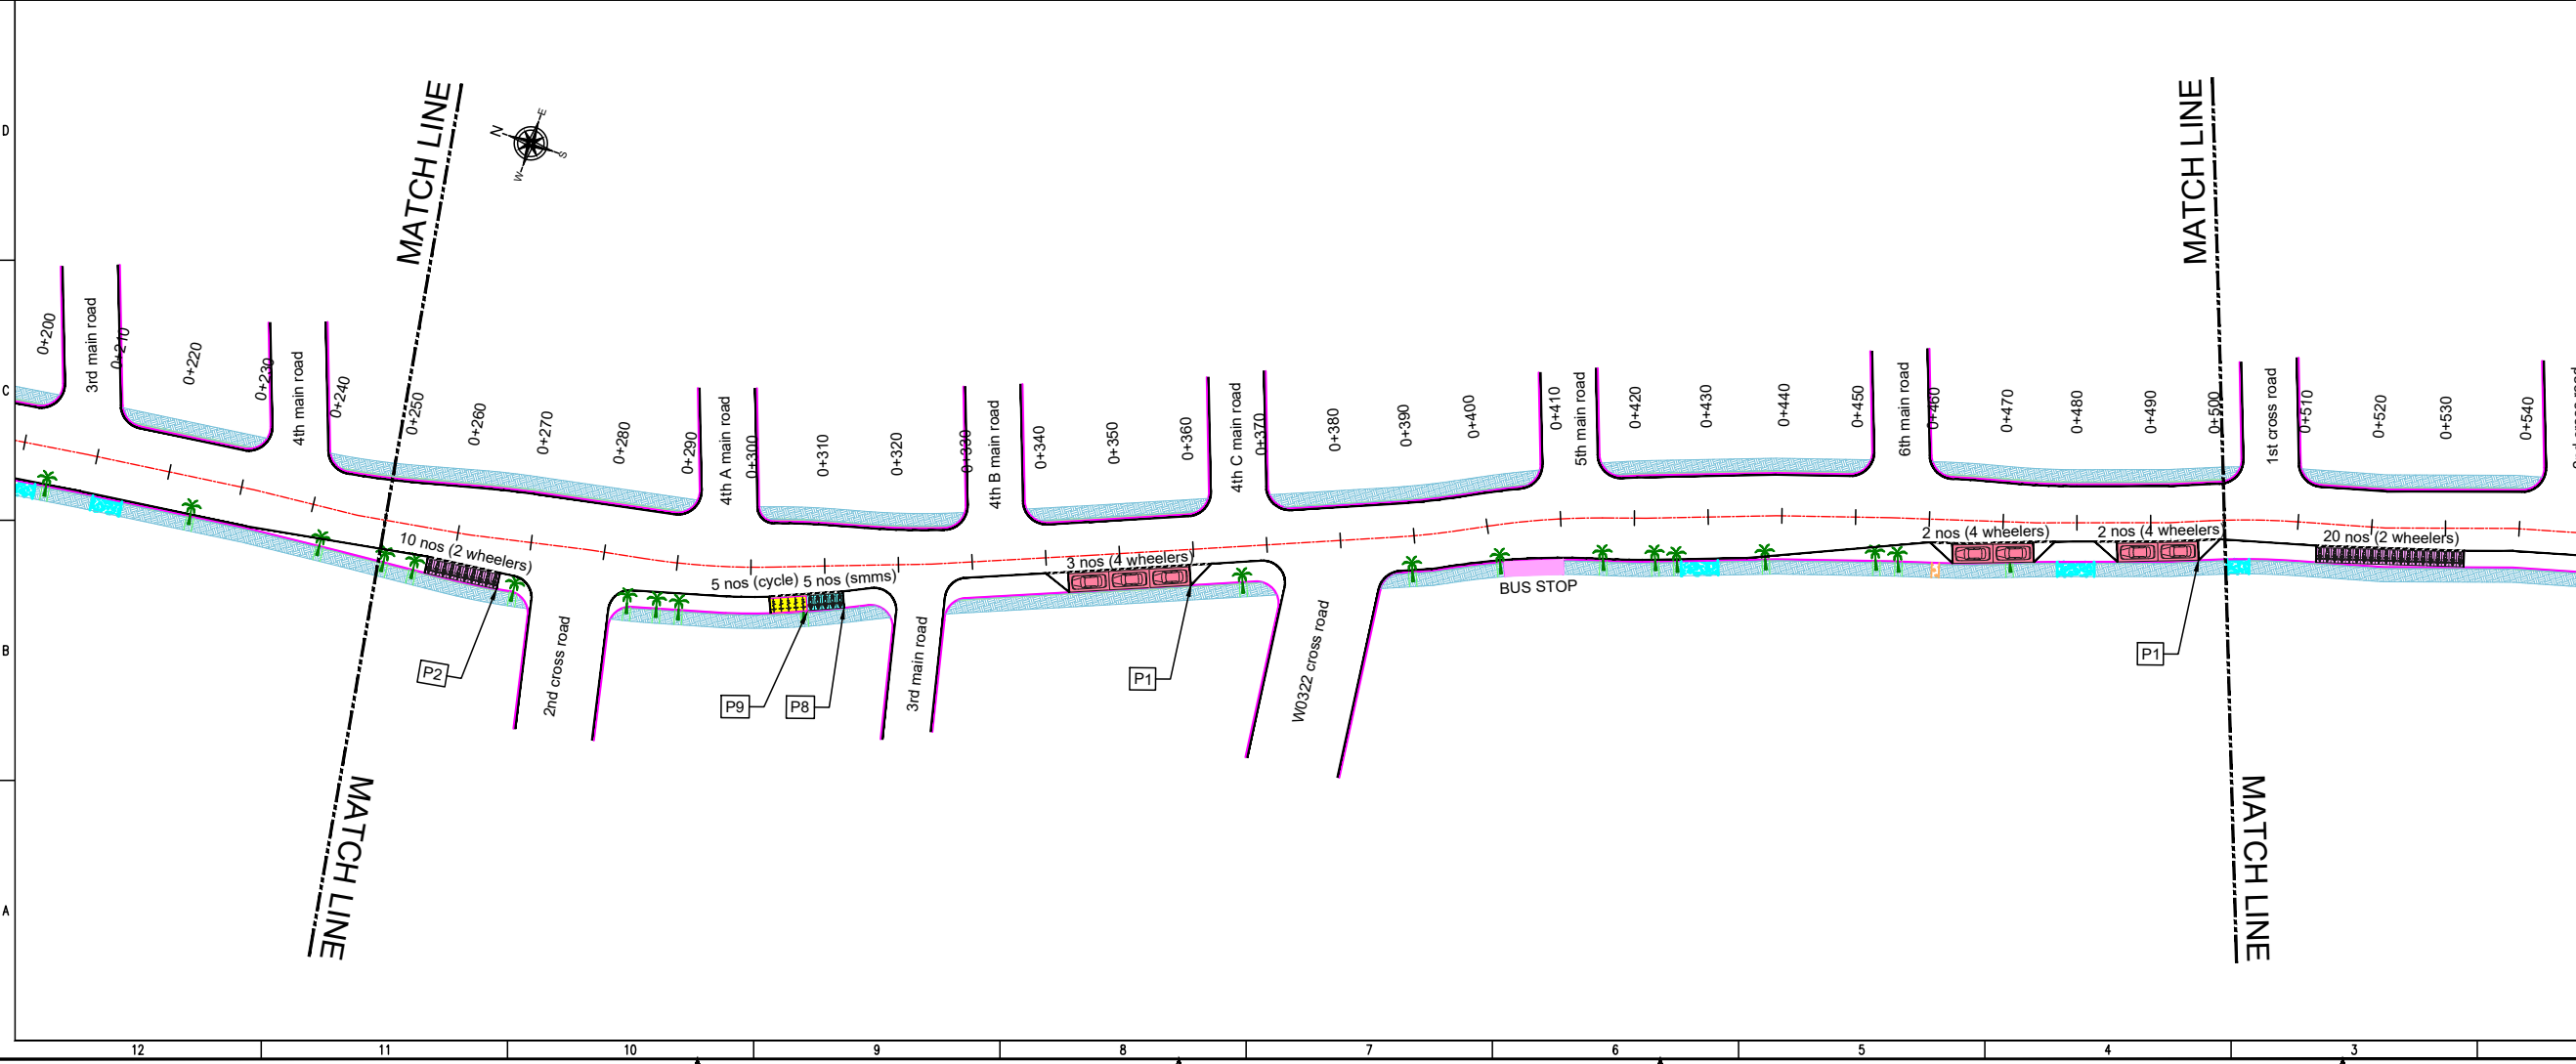 MATCH LINE
MATCH LINE
N
E
S
W
D
C
B
A
0+200
3rd main road
0+210
0+220
0+230
4th main road
0+240
0+250
0+260
0+270
0+280
0+290
4th A main road
0+300
0+310
0+320
0+330
4th B main road
0+340
0+350
0+360
4th C main road
0+370
0+380
0+390
0+400
0+410
5th main road
0+420
0+430
0+440
0+450
6th main road
0+460
0+470
0+480
0+490
0+500
1st cross road
0+510
0+520
0+530
0+540
10 nos (2 wheelers)
5 nos (cycle)
5 nos (smms)
3 nos (4 wheelers)
BUS STOP
2 nos (4 wheelers)
2 nos (4 wheelers)
20 nos (2 wheelers)
P2
2nd cross road
P9
P8
3rd main road
P1
W0322 cross road
P1
MATCH LINE
MATCH LINE
12
11
10
9
8
7
6
5
4
3